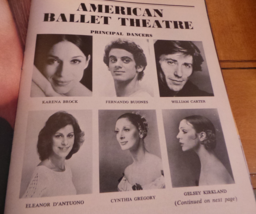 AMERICAN
BALLET THEATRE
PRINCIPAL DANCERS
KARENA BROCK
FERNANDO BUJONES
WILLIAM CARTER
ELEANOR D'ANTUONO
CYNTHIA GREGORY
GELSEY KIRKLAND
(Continued on next page)